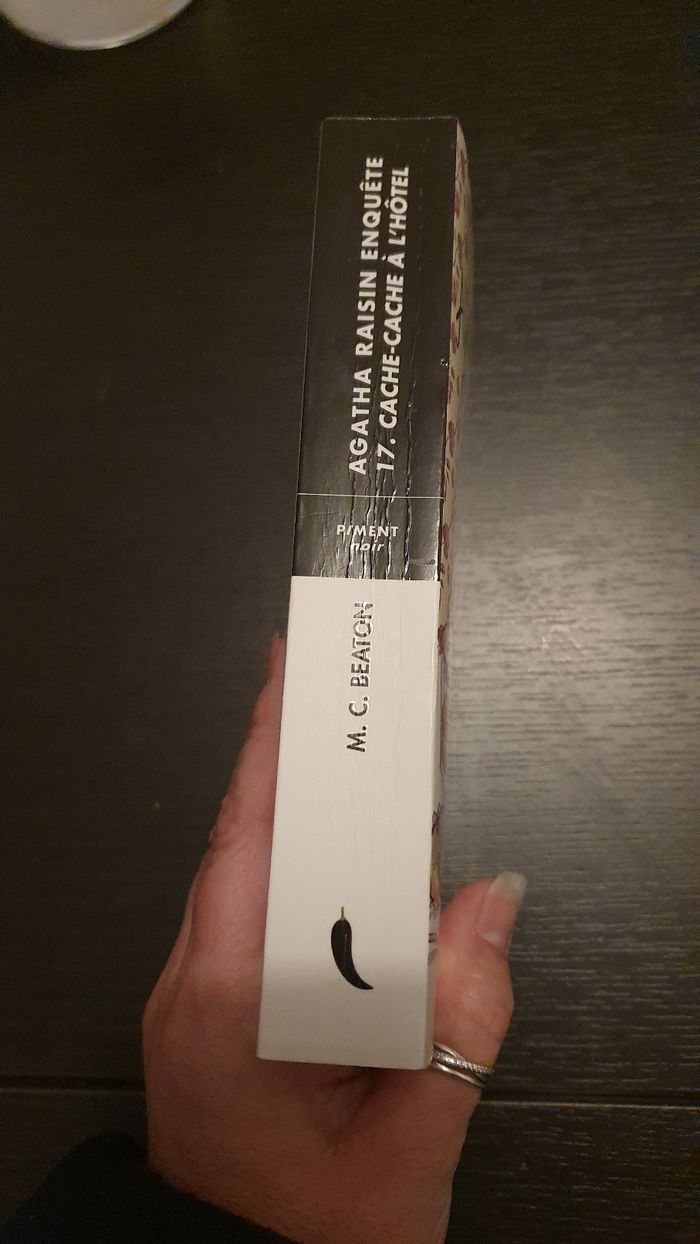 AGATHA RAISIN ENQUÊTE
17. CACHE-CACHE À L'HÔTEL
PIMENT
noir
M. C. BEATON